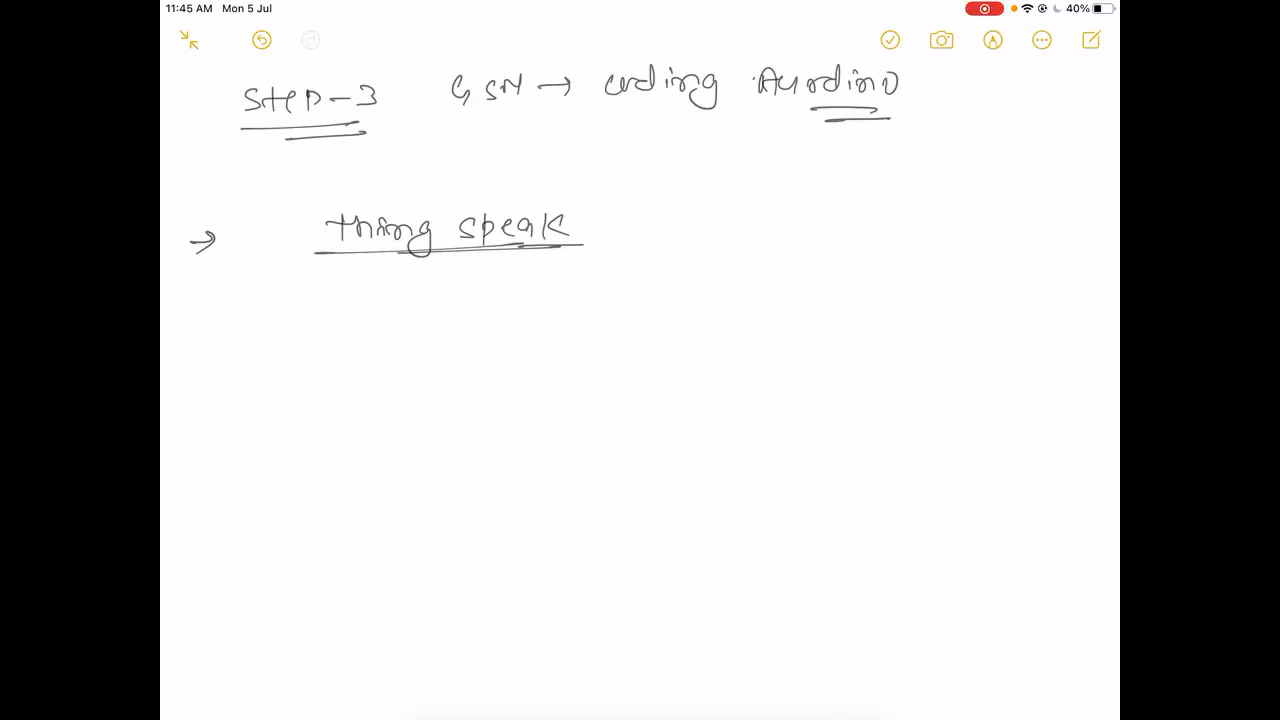 11:45 AM Mon 5 Jul 40%
Step-3 GSM → coding Aurdino
→ thing speak